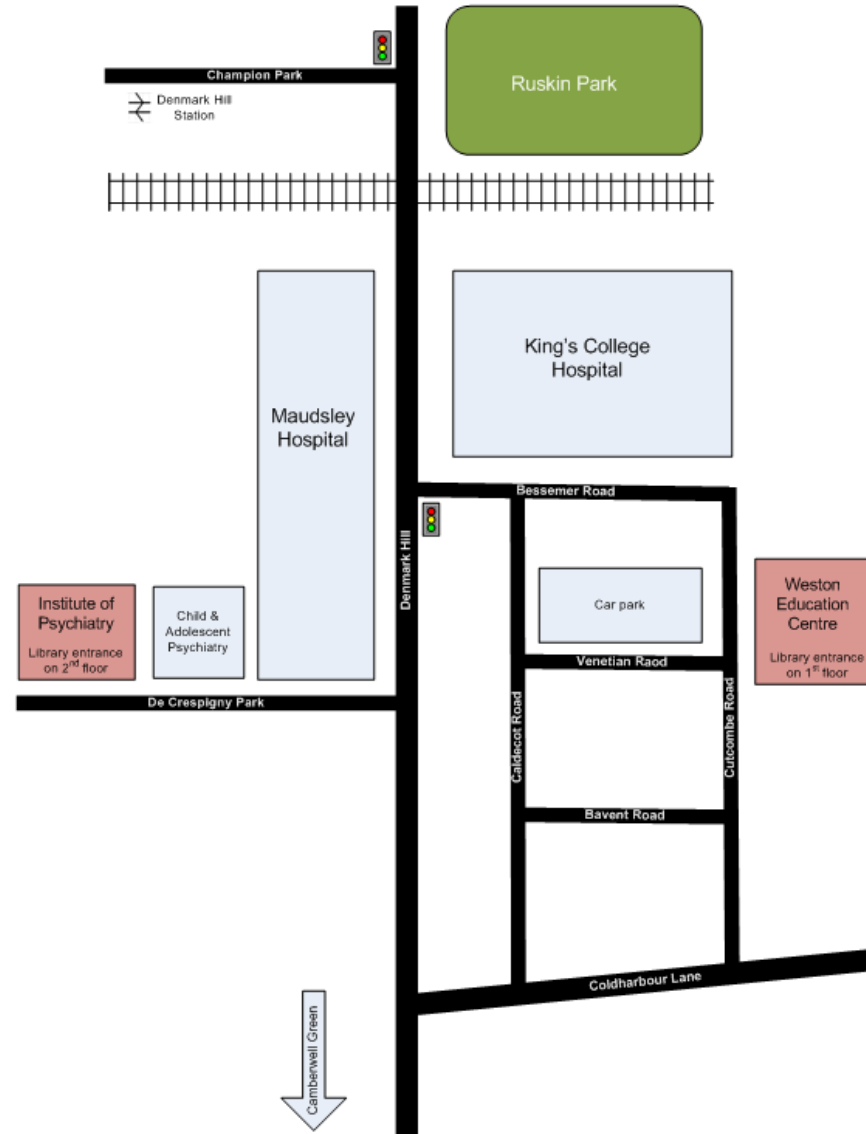 Champion Park
Ruskin Park
Denmark Hill
Station
King's College
Hospital
Maudsley
Hospital
Bessemer Road
Denmark Hill
Institute of
Psychiatry
Library entrance
on 2nd floor
Child &
Adolescent
Psychiatry
Car park
Weston
Education
Centre
Library entrance
on 1st floor
Venetian Raod
De Crespigny Park
Caldecot Road
Cutcombe Road
Bavent Road
Coldharbour Lane
Camberwell Green